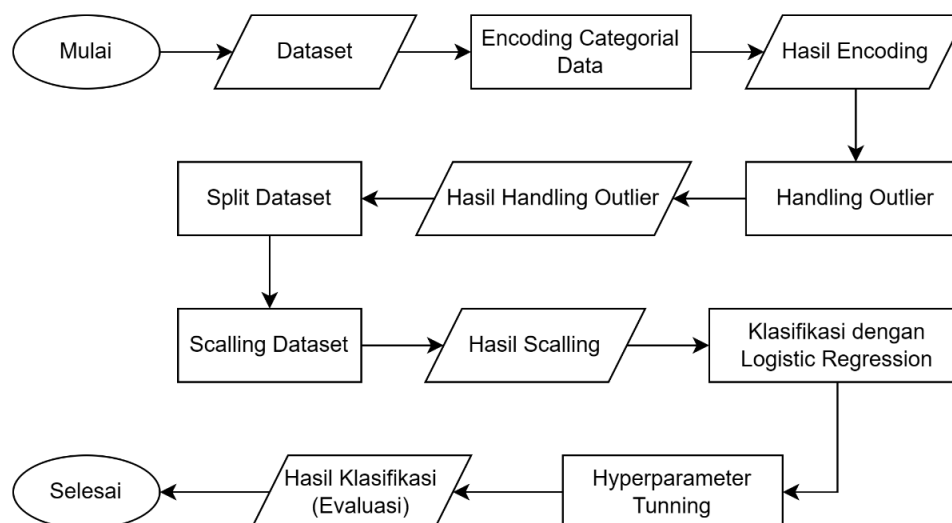 Mulai
Dataset
Encoding Categorial
Data
Hasil Encoding
Handling Outlier
Hasil Handling Outlier
Split Dataset
Scalling Dataset
Hasil Scalling
Klasifikasi dengan
Logistic Regression
Hyperparameter
Tunning
Hasil Klasifikasi
(Evaluasi)
Selesai